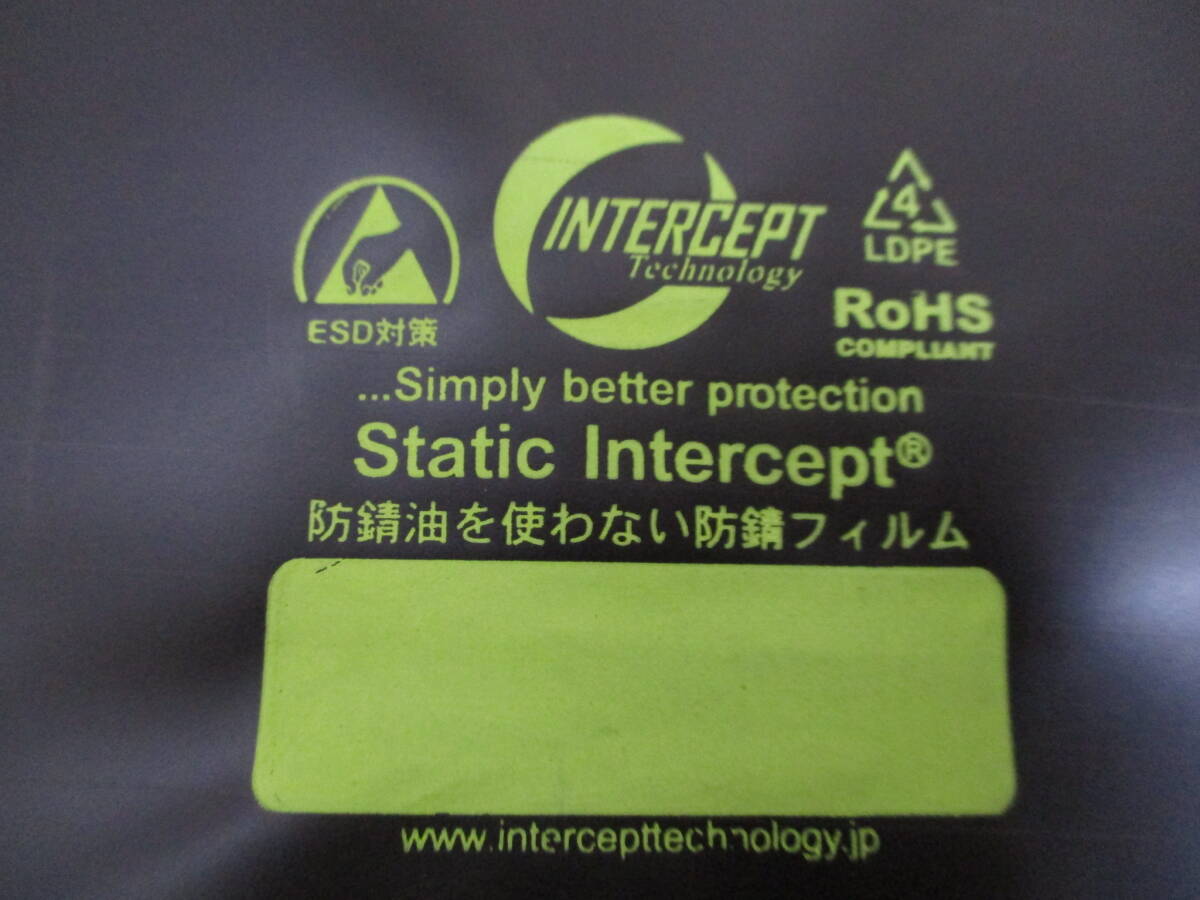 INTERCEPT
Technology
ESD対策
4
LDPE
RoHS
COMPLIANT
...Simply better protection
Static Intercept®
防錆油を使わない防錆フィルム
www.intercepttechnology.jp